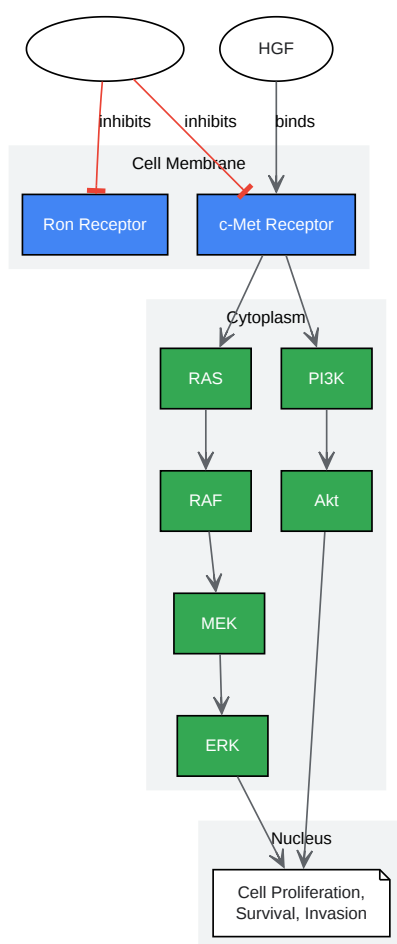 HGF
inhibits
inhibits
binds
Cell Membrane
Ron Receptor
c-Met Receptor
Cytoplasm
RAS
PI3K
RAF
Akt
MEK
ERK
Nucleus
Cell Proliferation,
Survival, Invasion